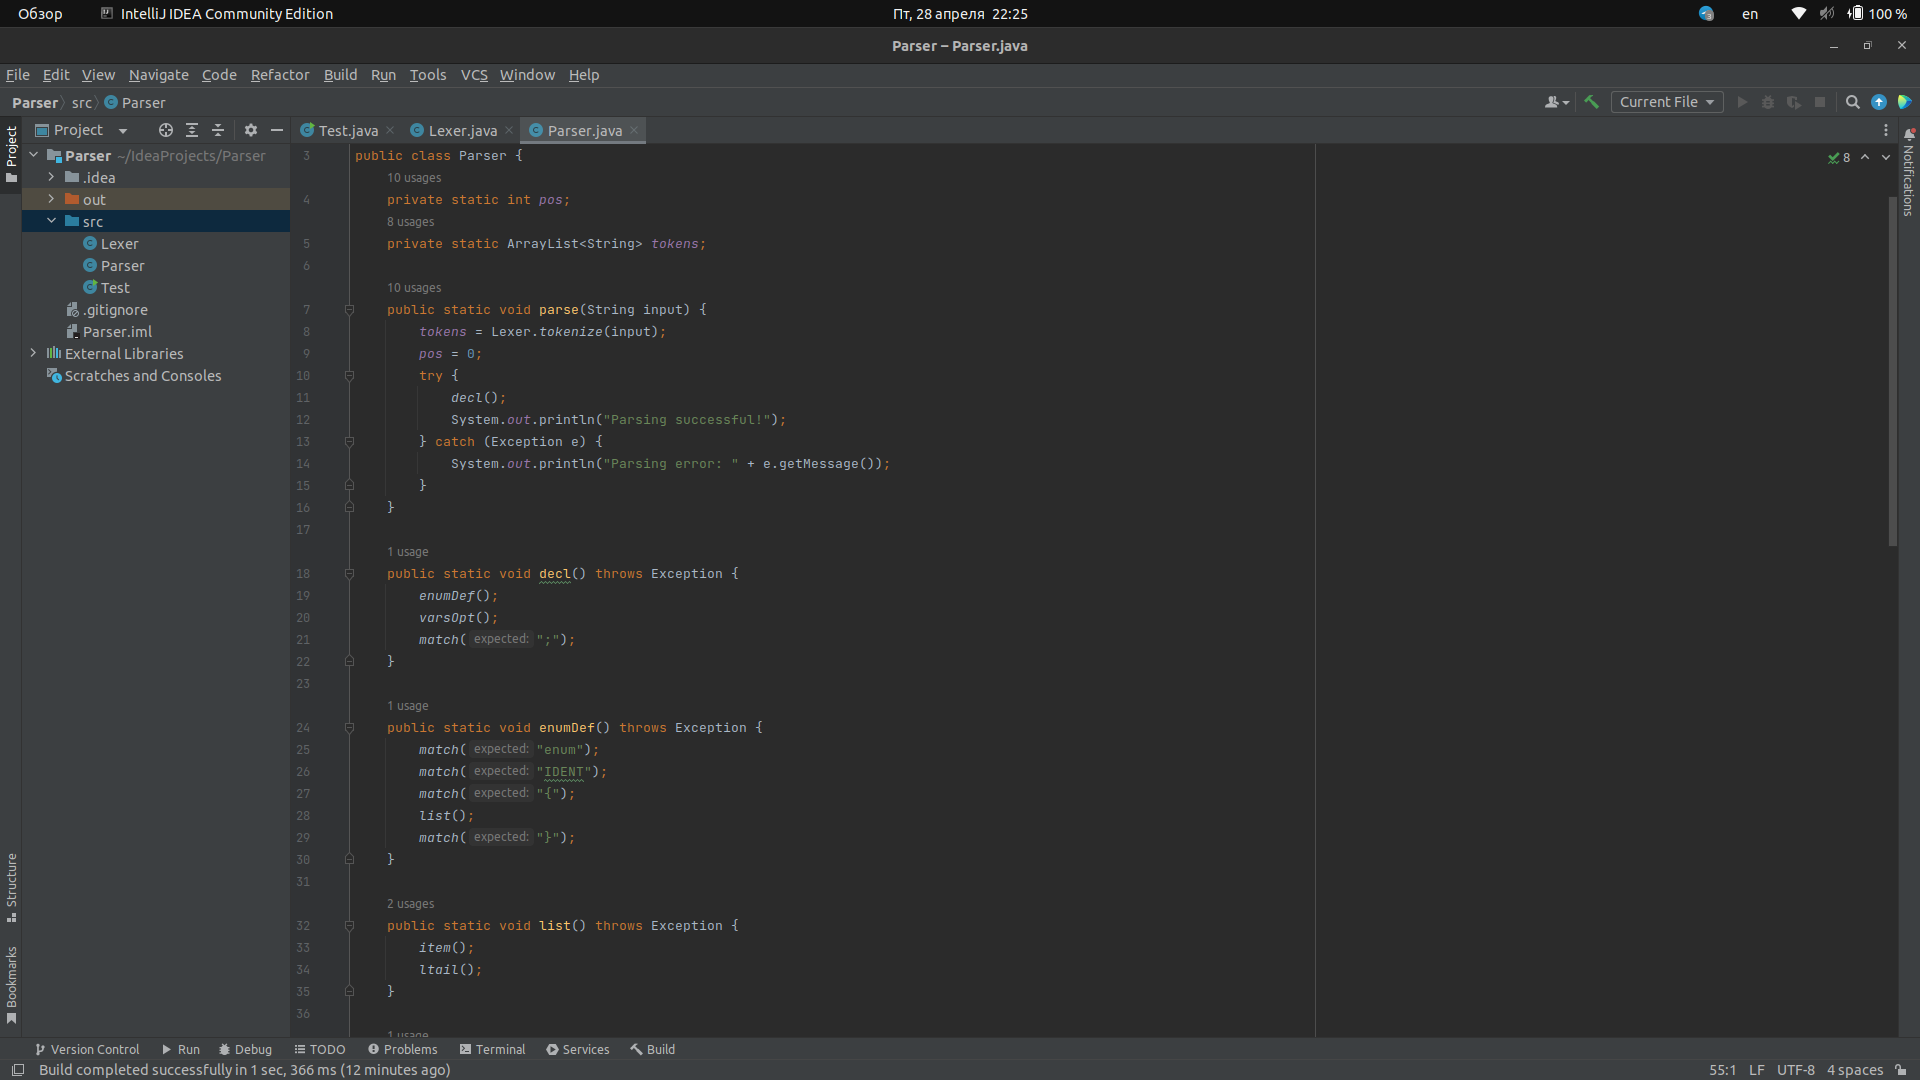 Обзор IntelliJ IDEA Community Edition Пт, 28 апреля 22:25 en 100 %
Parser – Parser.java
File Edit View Navigate Code Refactor Build Run Tools VCS Window Help
Parser src Parser Current File
Project Test.java Lexer.java Parser.java
Project
Parser ~/IdeaProjects/Parser
.idea
out
src
Lexer
Parser
Test
.gitignore
Parser.iml
External Libraries
Scratches and Consoles
Structure
Bookmarks
8
Notifications
3 public class Parser {
10 usages
4 private static int pos;
8 usages
5 private static ArrayList<String> tokens;
6
10 usages
7 public static void parse(String input) {
8 tokens = Lexer.tokenize(input);
9 pos = 0;
10 try {
11 decl();
12 System.out.println("Parsing successful!");
13 } catch (Exception e) {
14 System.out.println("Parsing error: " + e.getMessage());
15 }
16 }
17
1 usage
18 public static void decl() throws Exception {
19 enumDef();
20 varsOpt();
21 match( expected: ";");
22 }
23
1 usage
24 public static void enumDef() throws Exception {
25 match( expected: "enum");
26 match( expected: "IDENT");
27 match( expected: "{");
28 list();
29 match( expected: "}");
30 }
31
2 usages
32 public static void list() throws Exception {
33 item();
34 ltail();
35 }
36
1 usage
Version Control Run Debug TODO Problems Terminal Services Build
Build completed successfully in 1 sec, 366 ms (12 minutes ago) 55:1 LF UTF-8 4 spaces